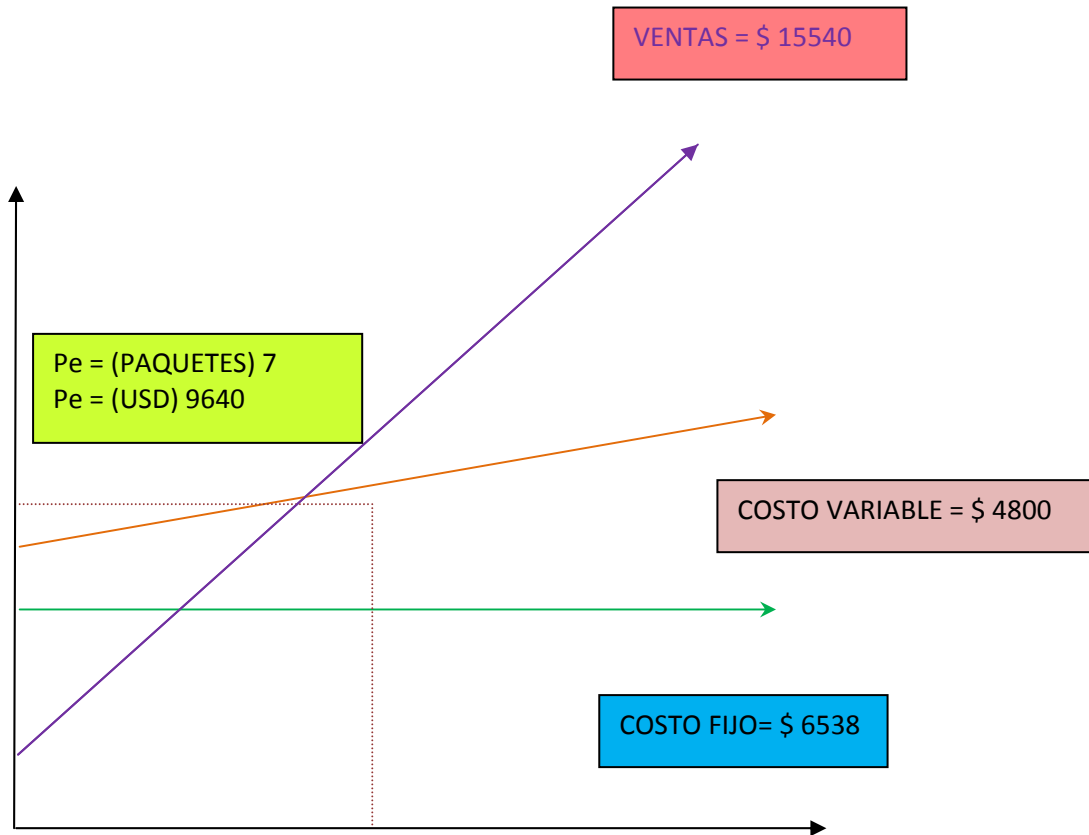 VENTAS = $ 15540
Pe = (PAQUETES) 7
Pe = (USD) 9640
COSTO VARIABLE = $ 4800
COSTO FIJO= $ 6538